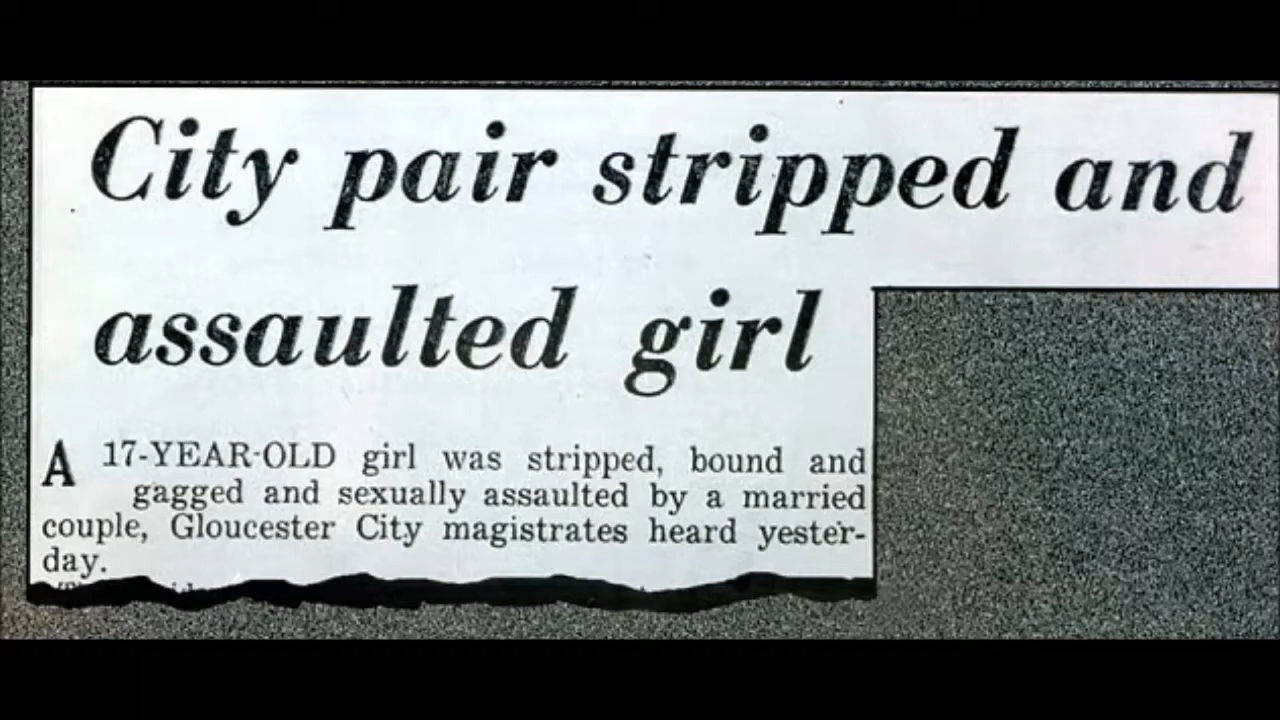 City pair stripped and
assaulted girl
A 17-YEAR-OLD girl was stripped, bound and
gagged and sexually assaulted by a married
couple, Gloucester City magistrates heard yester-
day.